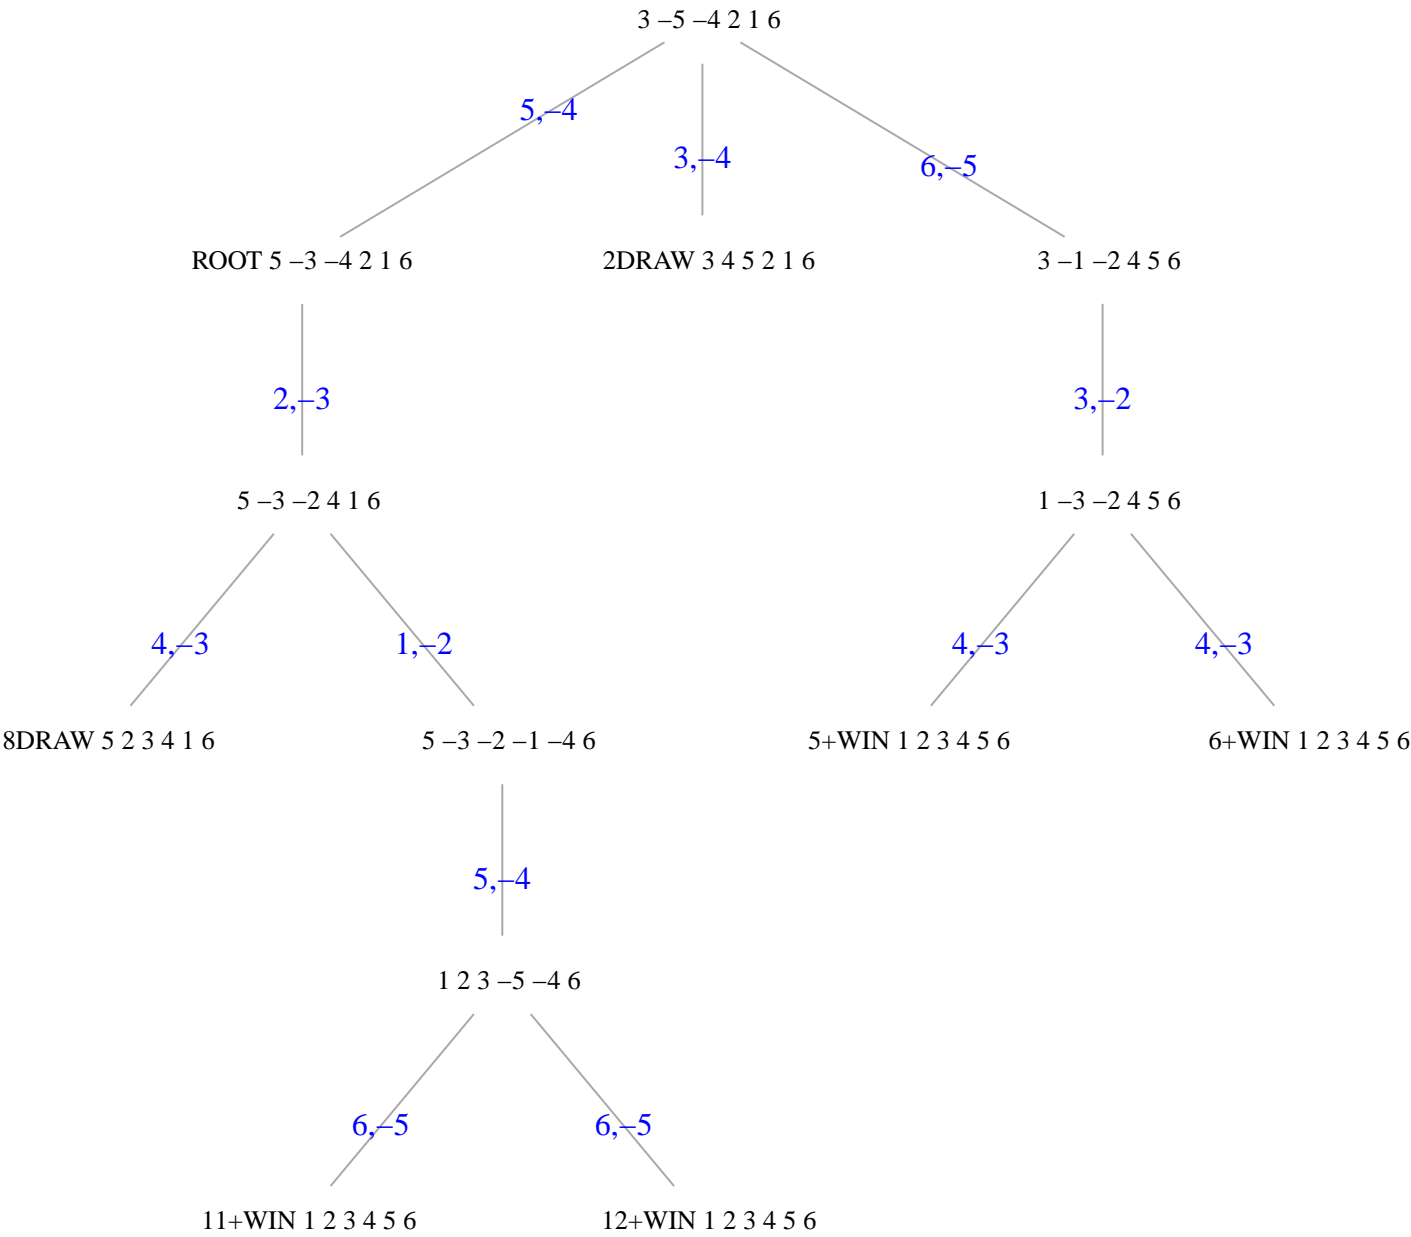 3 –5 –4 2 1 6
5,–4
3,–4
6,–5
ROOT 5 –3 –4 2 1 6
2DRAW 3 4 5 2 1 6
3 –1 –2 4 5 6
2,–3
3,–2
5 –3 –2 4 1 6
1 –3 –2 4 5 6
4,–3
1,–2
4,–3
4,–3
8DRAW 5 2 3 4 1 6
5 –3 –2 –1 –4 6
5+WIN 1 2 3 4 5 6
6+WIN 1 2 3 4 5 6
5,–4
1 2 3 –5 –4 6
6,–5
6,–5
11+WIN 1 2 3 4 5 6
12+WIN 1 2 3 4 5 6